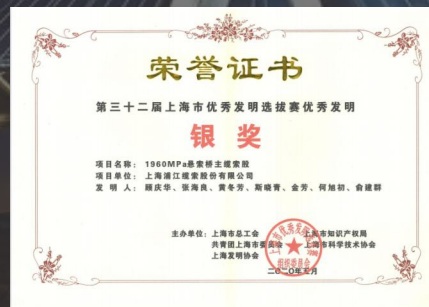 荣誉证书
第三十二届上海市优秀发明选拔赛优秀发明
银奖
项目名称：1960MPa悬索桥主缆索股
项目单位：上海浦江缆索股份有限公司
发 明 人：顾庆华、张海良、黄冬芳、斯晓青、金芳、何旭初、俞建群
主办单位：上海市总工会 上海市知识产权局
共青团上海市委员会 上海市科学技术协会
上海发明协会
二〇二〇年五月